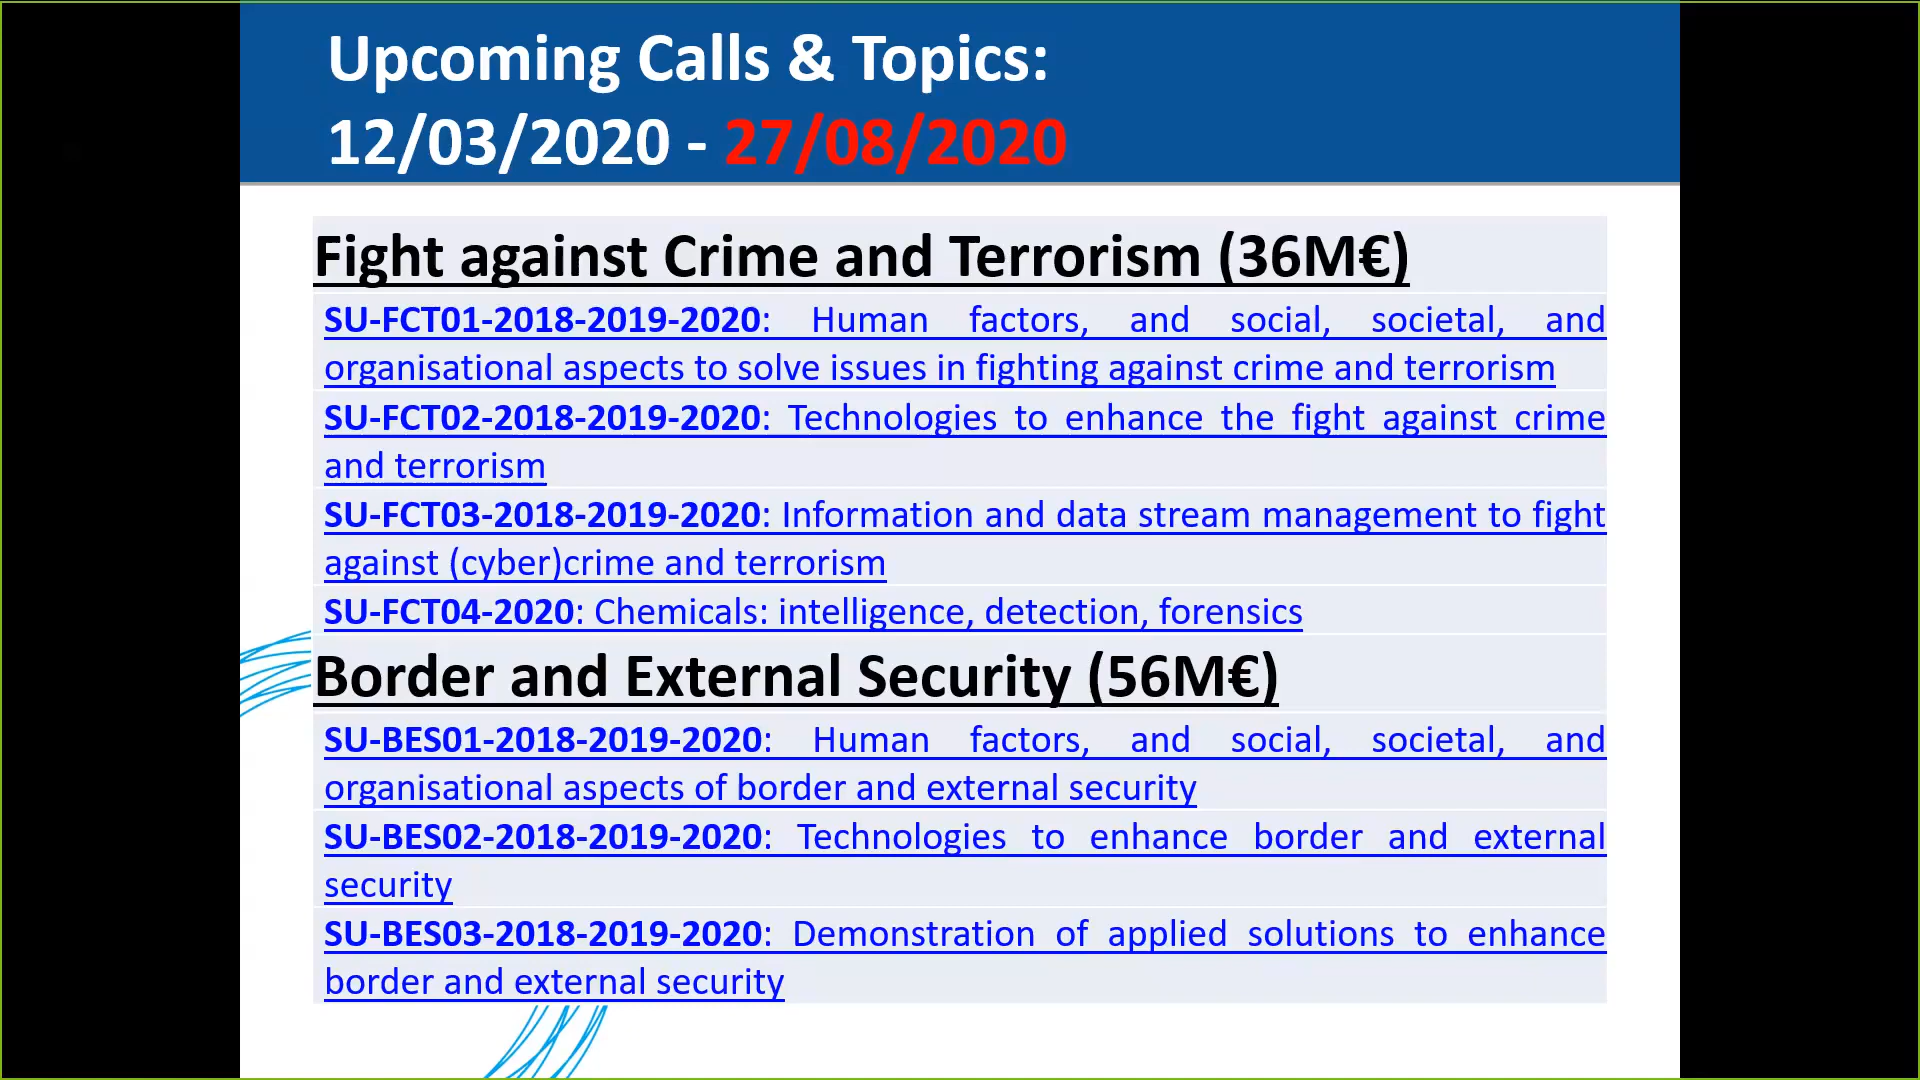 Upcoming Calls & Topics:
12/03/2020 - 27/08/2020
Fight against Crime and Terrorism (36M€)
SU-FCT01-2018-2019-2020: Human factors, and social, societal, and
organisational aspects to solve issues in fighting against crime and terrorism
SU-FCT02-2018-2019-2020: Technologies to enhance the fight against crime
and terrorism
SU-FCT03-2018-2019-2020: Information and data stream management to fight
against (cyber)crime and terrorism
SU-FCT04-2020: Chemicals: intelligence, detection, forensics
Border and External Security (56M€)
SU-BES01-2018-2019-2020: Human factors, and social, societal, and
organisational aspects of border and external security
SU-BES02-2018-2019-2020: Technologies to enhance border and external
security
SU-BES03-2018-2019-2020: Demonstration of applied solutions to enhance
border and external security